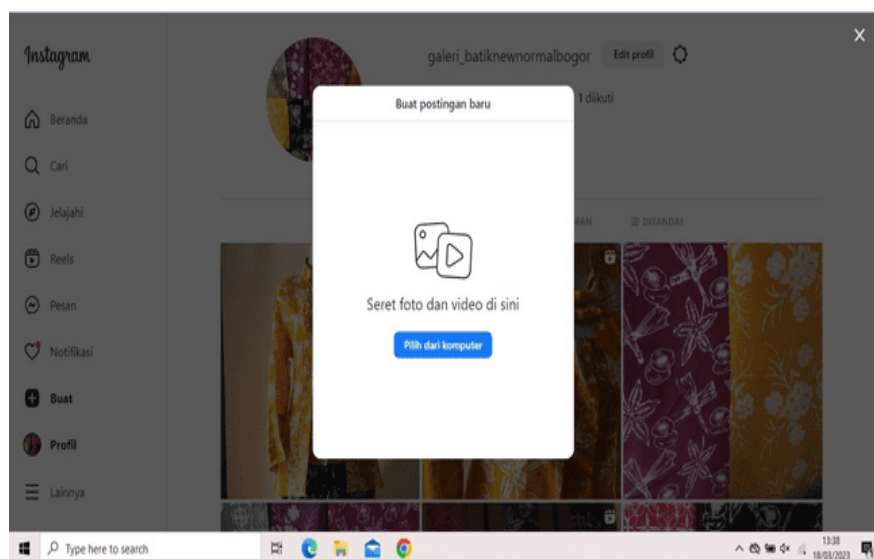 Instagram
Beranda
Cari
Jelajahi
Reels
Pesan
Notifikasi
Buat
Profil
Lainnya
galeri_batiknewnormalbogor Edit profil
1 diikuti
PAN DITANDAI
Buat postingan baru
Seret foto dan video di sini
Pilih dari komputer
Type here to search
13:38
18/03/2023